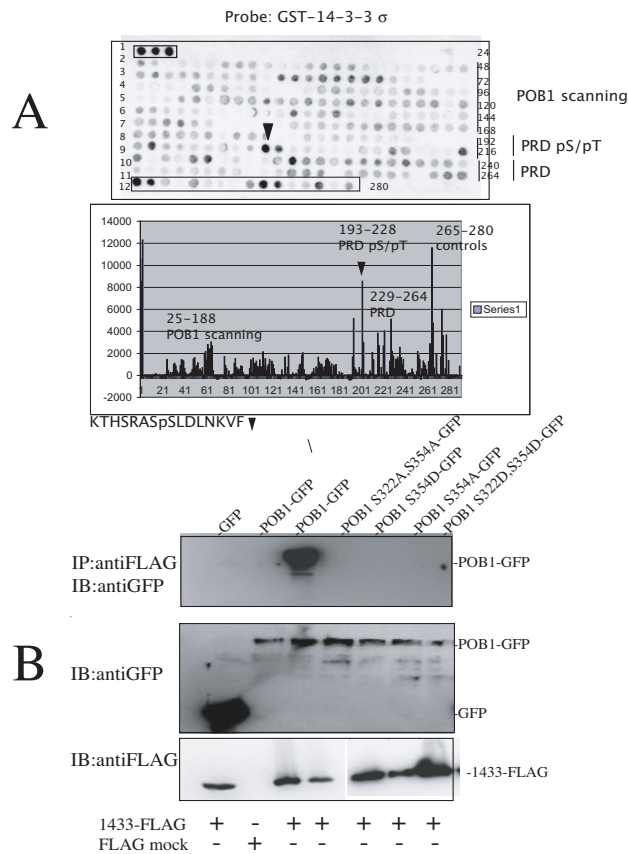 Probe: GST-14-3-3 σ
A
1
2
3
4
5
6
7
8
9
10
11
12
24
48
72
96
120
144
168
192
216
240
264
280
POB1 scanning
PRD pS/pT
PRD
14000
12000
10000
8000
6000
4000
2000
0
-2000
193-228
PRD pS/pT
265-280
controls
229-264
PRD
25-188
POB1 scanning
Series1
1 21 41 61 81 101 121 141 161 181 201 221 241 261 281
KTHSRASpSLDLNKVF
-GFP
-POB1-GFP
-POB1-GFP
-POB1 S322A,S354A-GFP
-POB1 S354D-GFP
-POB1 S354A-GFP
-POB1 S322D,S354D-GFP
IP:antiFLAG
IB:antiGFP
-POB1-GFP
B
IB:antiGFP
-POB1-GFP
-GFP
IB:antiFLAG
-1433-FLAG
1433-FLAG + - + + + + +
FLAG mock - + - - - - -